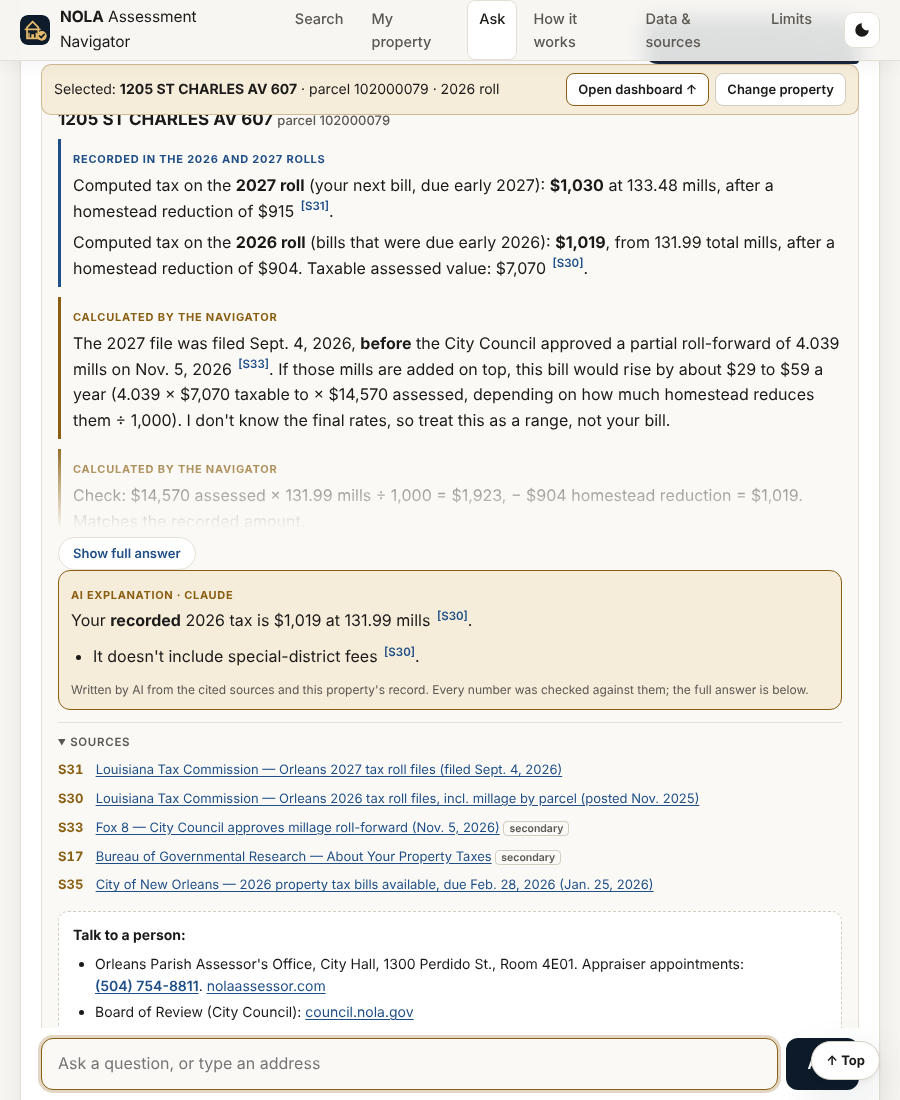 NOLA Assessment
Navigator
Search
My
property
Ask
How it
works
Data &
sources
Limits
Selected: 1205 ST CHARLES AV 607 · parcel 102000079 · 2026 roll
Open dashboard ↑
Change property
1205 ST CHARLES AV 607 parcel 102000079
RECORDED IN THE 2026 AND 2027 ROLLS
Computed tax on the 2027 roll (your next bill, due early 2027): $1,030 at 133.48 mills, after a
homestead reduction of $915 [S31].
Computed tax on the 2026 roll (bills that were due early 2026): $1,019, from 131.99 total mills, after a
homestead reduction of $904. Taxable assessed value: $7,070 [S30].
CALCULATED BY THE NAVIGATOR
The 2027 file was filed Sept. 4, 2026, before the City Council approved a partial roll-forward of 4.039
mills on Nov. 5, 2026 [S33]. If those mills are added on top, this bill would rise by about $29 to $59 a
year (4.039 × $7,070 taxable to × $14,570 assessed, depending on how much homestead reduces
them ÷ 1,000). I don't know the final rates, so treat this as a range, not your bill.
CALCULATED BY THE NAVIGATOR
Check: $14,570 assessed × 131.99 mills ÷ 1,000 = $1,923, − $904 homestead reduction = $1,019.
Matches the recorded amount.
Show full answer
AI EXPLANATION · CLAUDE
Your recorded 2026 tax is $1,019 at 131.99 mills [S30].
• It doesn't include special-district fees [S30].
Written by AI from the cited sources and this property's record. Every number was checked against them; the full answer is below.
▼ SOURCES
S31 Louisiana Tax Commission — Orleans 2027 tax roll files (filed Sept. 4, 2026)
S30 Louisiana Tax Commission — Orleans 2026 tax roll files, incl. millage by parcel (posted Nov. 2025)
S33 Fox 8 — City Council approves millage roll-forward (Nov. 5, 2026) secondary
S17 Bureau of Governmental Research — About Your Property Taxes secondary
S35 City of New Orleans — 2026 property tax bills available, due Feb. 28, 2026 (Jan. 25, 2026)
Talk to a person:
• Orleans Parish Assessor's Office, City Hall, 1300 Perdido St., Room 4E01. Appraiser appointments:
(504) 754-8811. nolaassessor.com
• Board of Review (City Council): council.nola.gov
Ask a question, or type an address
↑ Top